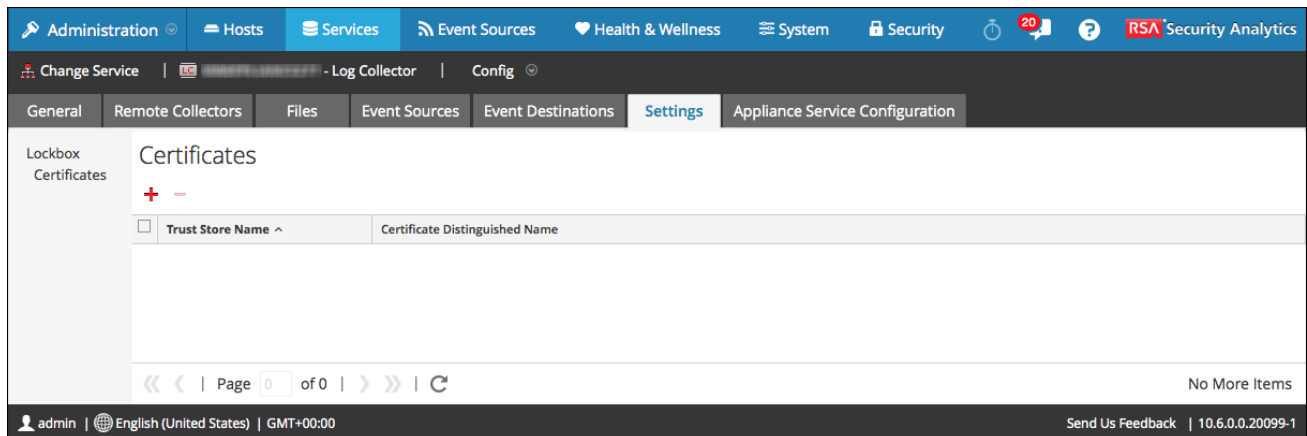 Administration Hosts Services Event Sources Health & Wellness System Security 20 RSA Security Analytics
Change Service | LC - Log Collector | Config
General Remote Collectors Files Event Sources Event Destinations Settings Appliance Service Configuration
Lockbox
Certificates
Certificates
Trust Store Name Certificate Distinguished Name
Page 0 of 0 No More Items
admin | English (United States) | GMT+00:00 Send Us Feedback | 10.6.0.0.20099-1